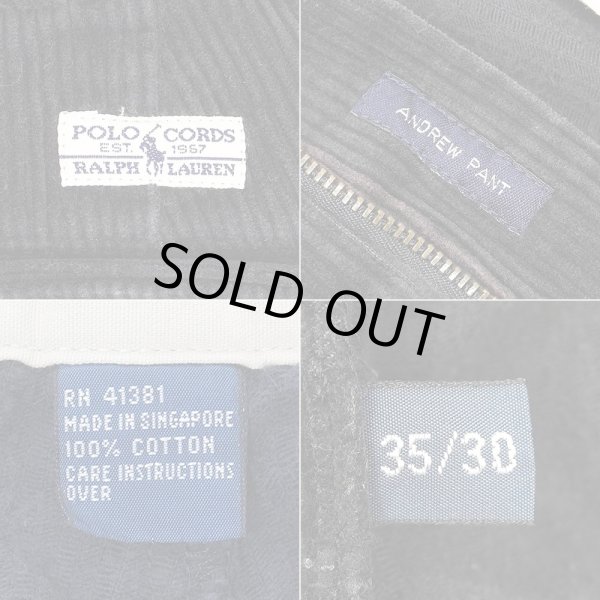 POLO CORDS
EST. 1967
RALPH LAUREN
ANDREW PANT
SOLD OUT
RN 41381
MADE IN SINGAPORE
100% COTTON
CARE INSTRUCTIONS
OVER
35/30